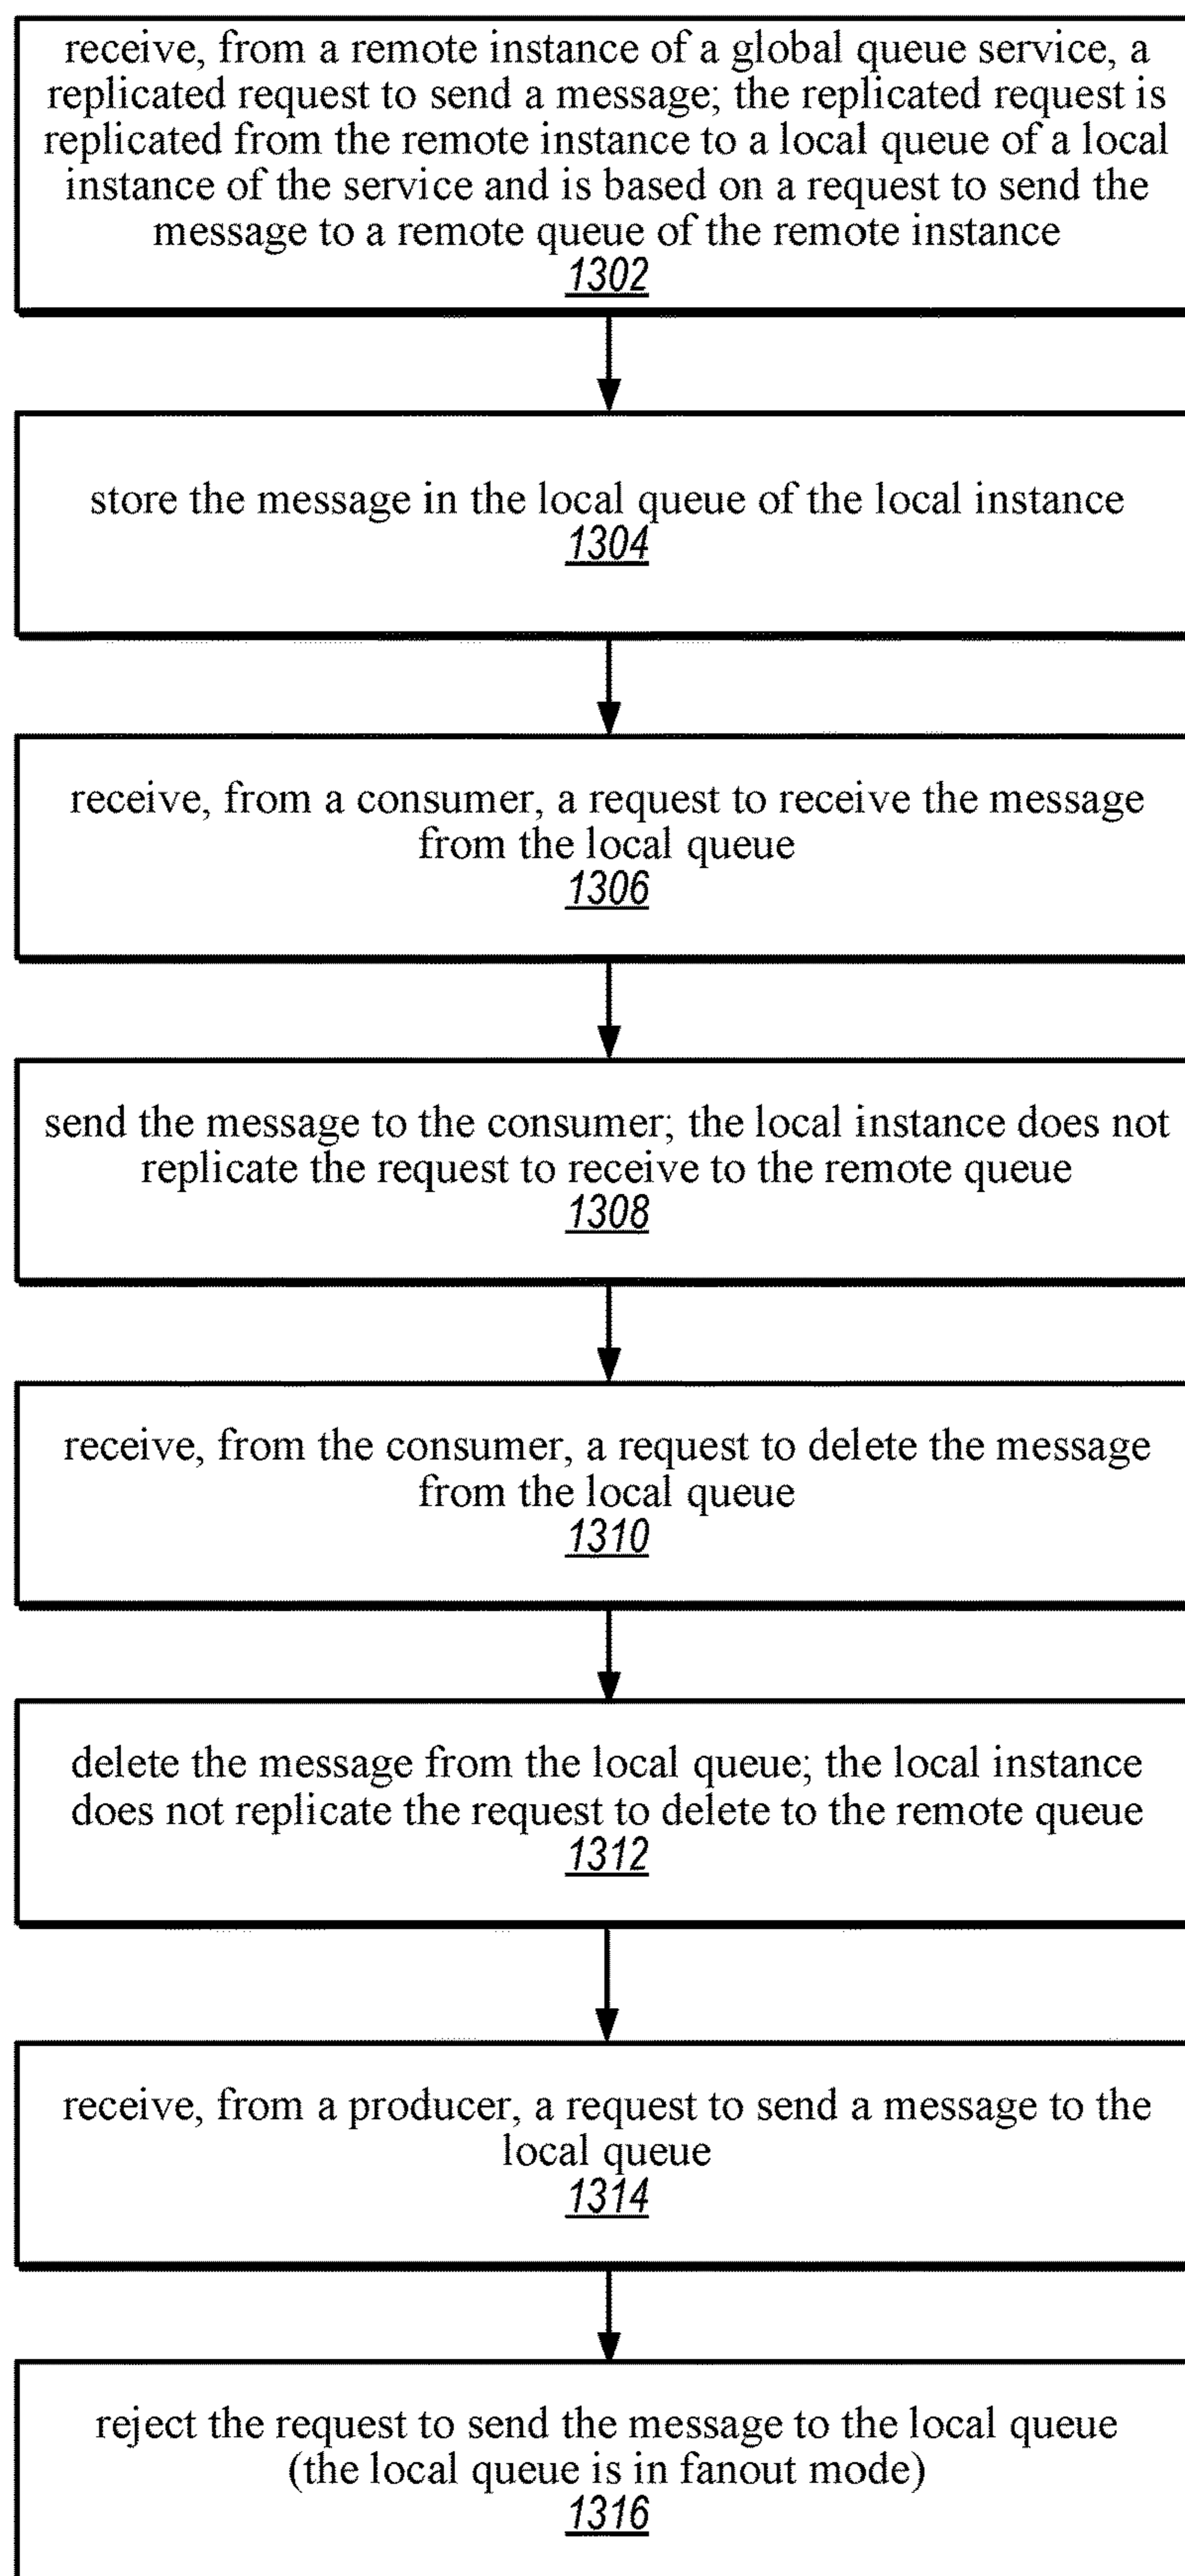 receive, from a remote instance of a global queue service, a
replicated request to send a message; the replicated request is
replicated from the remote instance to a local queue of a local
instance of the service and is based on a request to send the
message to a remote queue of the remote instance
1302
store the message in the local queue of the local instance
1304
receive, from a consumer, a request to receive the message
from the local queue
1306
send the message to the consumer; the local instance does not
replicate the request to receive to the remote queue
1308
receive, from the consumer, a request to delete the message
from the local queue
1310
delete the message from the local queue; the local instance
does not replicate the request to delete to the remote queue
1312
receive, from a producer, a request to send a message to the
local queue
1314
reject the request to send the message to the local queue
(the local queue is in fanout mode)
1316